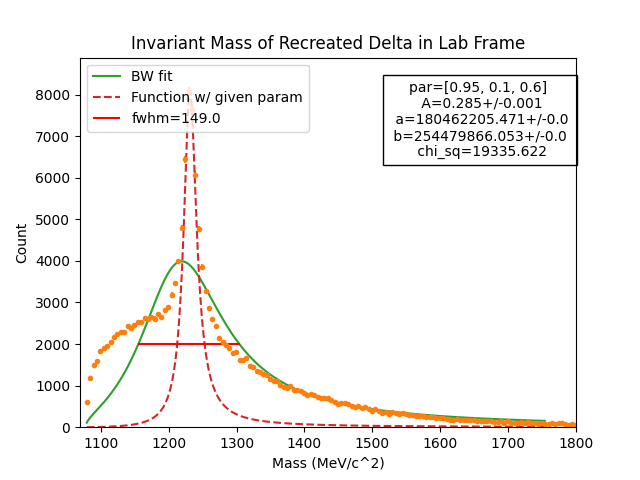 Invariant Mass of Recreated Delta in Lab Frame
BW fit
Function w/ given param
fwhm=149.0
par=[0.95, 0.1, 0.6]
A=0.285+/-0.001
a=180462205.471+/-0.0
b=254479866.053+/-0.0
chi_sq=19335.622
Count
8000
7000
6000
5000
4000
3000
2000
1000
0
1100 1200 1300 1400 1500 1600 1700 1800
Mass (MeV/c^2)